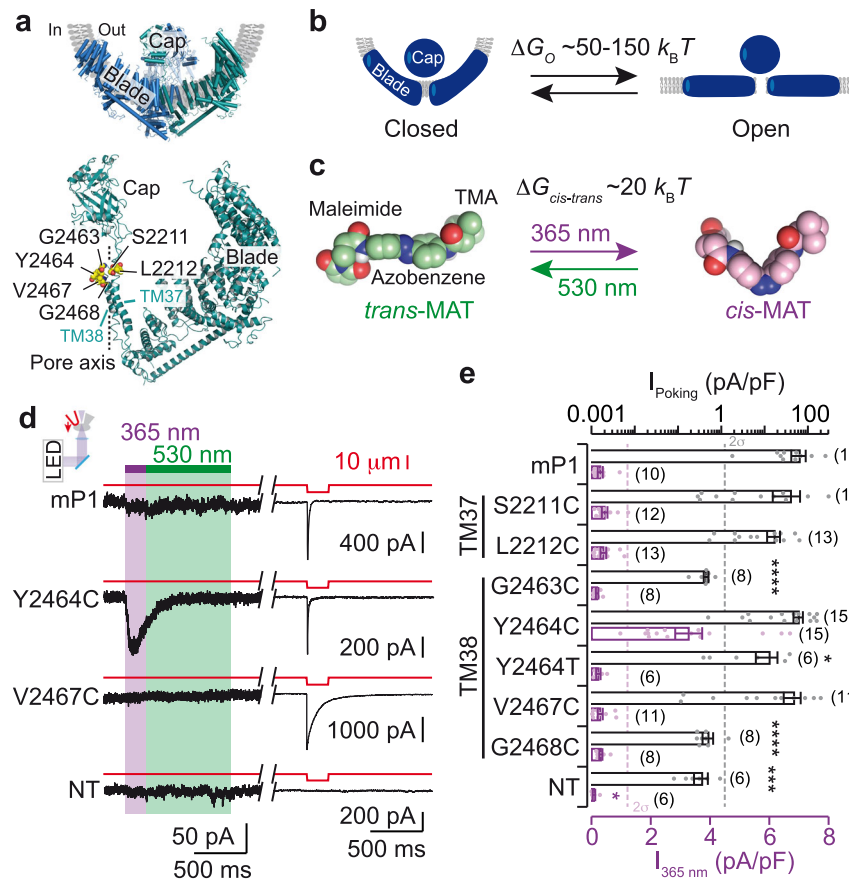 a
In
Out
Cap
Blade
Cap
G2463
S2211
Y2464
L2212
Blade
V2467
TM37
G2468
TM38
Pore axis
b
Cap
Blade
ΔG_O ~50-150 k_BT
Closed
Open
c
Maleimide
TMA
Azobenzene
trans-MAT
ΔG_cis-trans ~20 k_BT
365 nm
530 nm
cis-MAT
d
LED
365 nm
530 nm
10 µm
mP1
400 pA
Y2464C
200 pA
V2467C
1000 pA
NT
50 pA
500 ms
200 pA
500 ms
e
I_Poking (pA/pF)
0.001 1 100
2σ
mP1
(10)
TM37
S2211C
(12)
L2212C
(13)
(13)
TM38
G2463C
(8)
****
(8)
Y2464C
(15
(15)
Y2464T
(6)
*
(6)
V2467C
(11
(11)
G2468C
(8)
****
(8)
NT
(6)
***
*
(6)
2σ
0 2 4 6 8
I_365 nm (pA/pF)